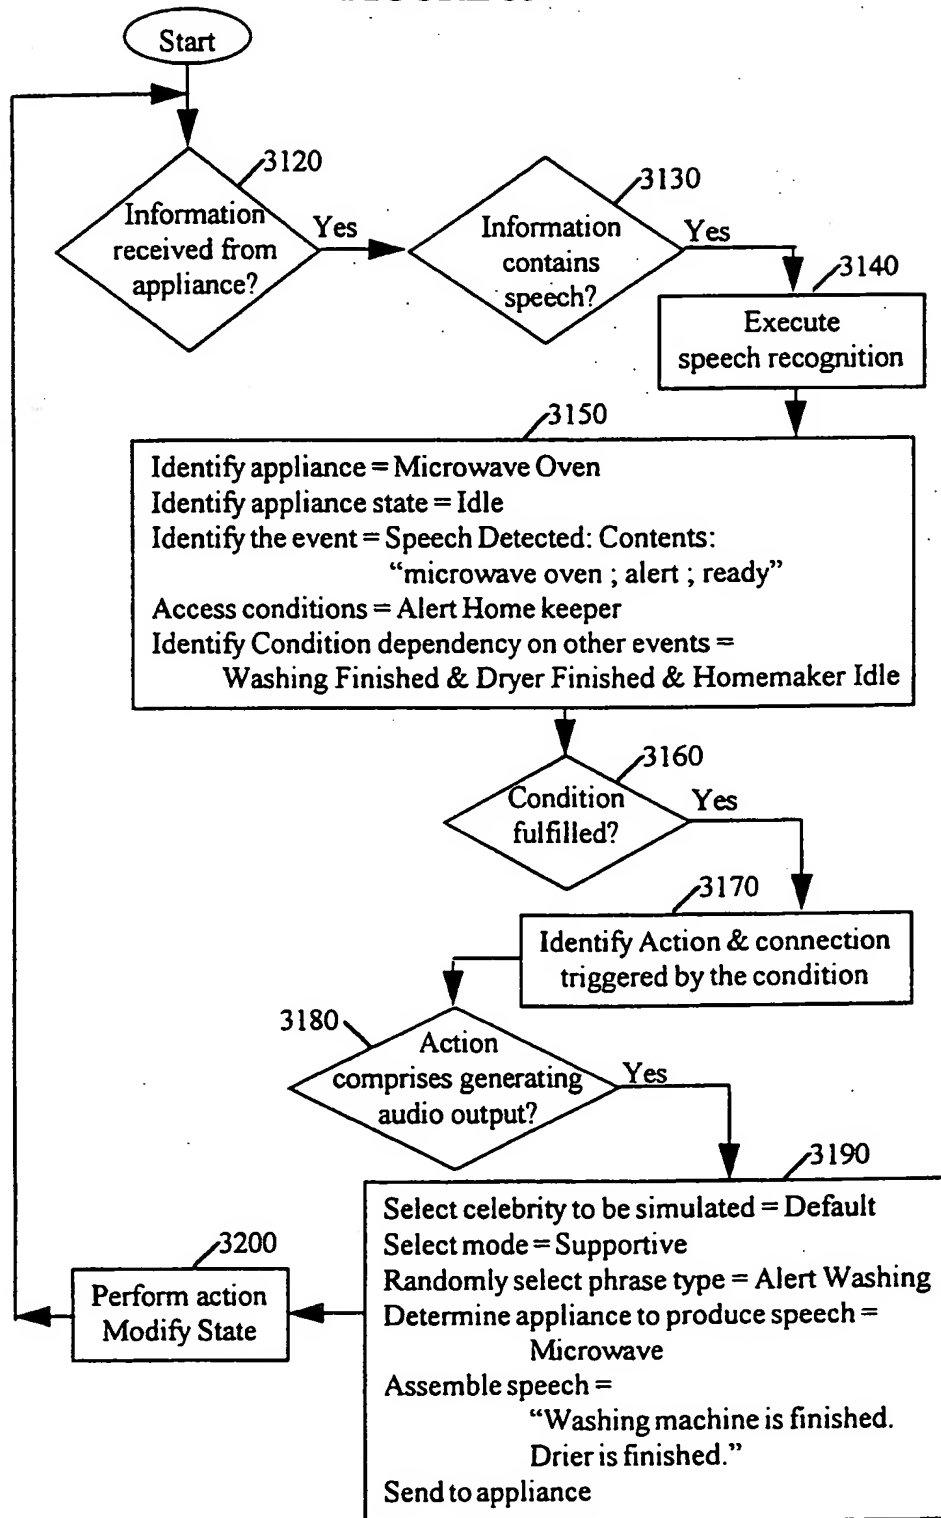 Start
3120
Information
received from
appliance?
Yes
3130
Information
contains
speech?
Yes
3140
Execute
speech recognition
3150
Identify appliance = Microwave Oven
Identify appliance state = Idle
Identify the event = Speech Detected: Contents:
“microwave oven ; alert ; ready”
Access conditions = Alert Home keeper
Identify Condition dependency on other events =
Washing Finished & Dryer Finished & Homemaker Idle
3160
Condition
fulfilled?
Yes
3170
Identify Action & connection
triggered by the condition
3180
Action
comprises generating
audio output?
Yes
3190
Select celebrity to be simulated = Default
Select mode = Supportive
Randomly select phrase type = Alert Washing
Determine appliance to produce speech =
Microwave
Assemble speech =
“Washing machine is finished.
Drier is finished.”
Send to appliance
3200
Perform action
Modify State